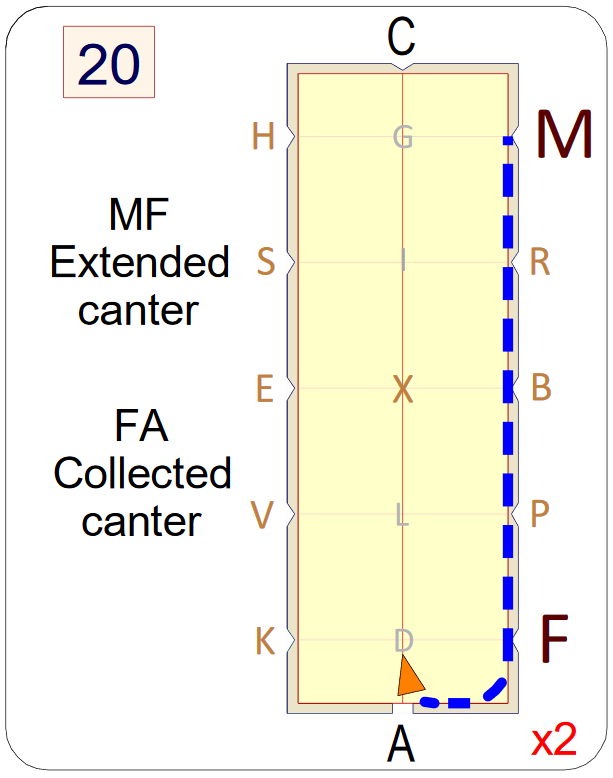 20
C
H G M
MF
Extended
canter
S I R
E X B
FA
Collected
canter
V L P
K D F
A
x2